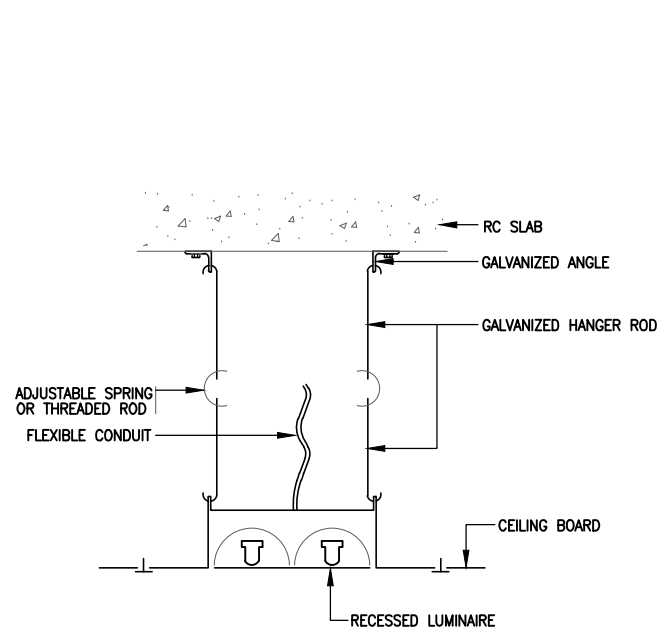 RC SLAB
GALVANIZED ANGLE
GALVANIZED HANGER ROD
ADJUSTABLE SPRING
OR THREADED ROD
FLEXIBLE CONDUIT
CEILING BOARD
RECESSED LUMINAIRE